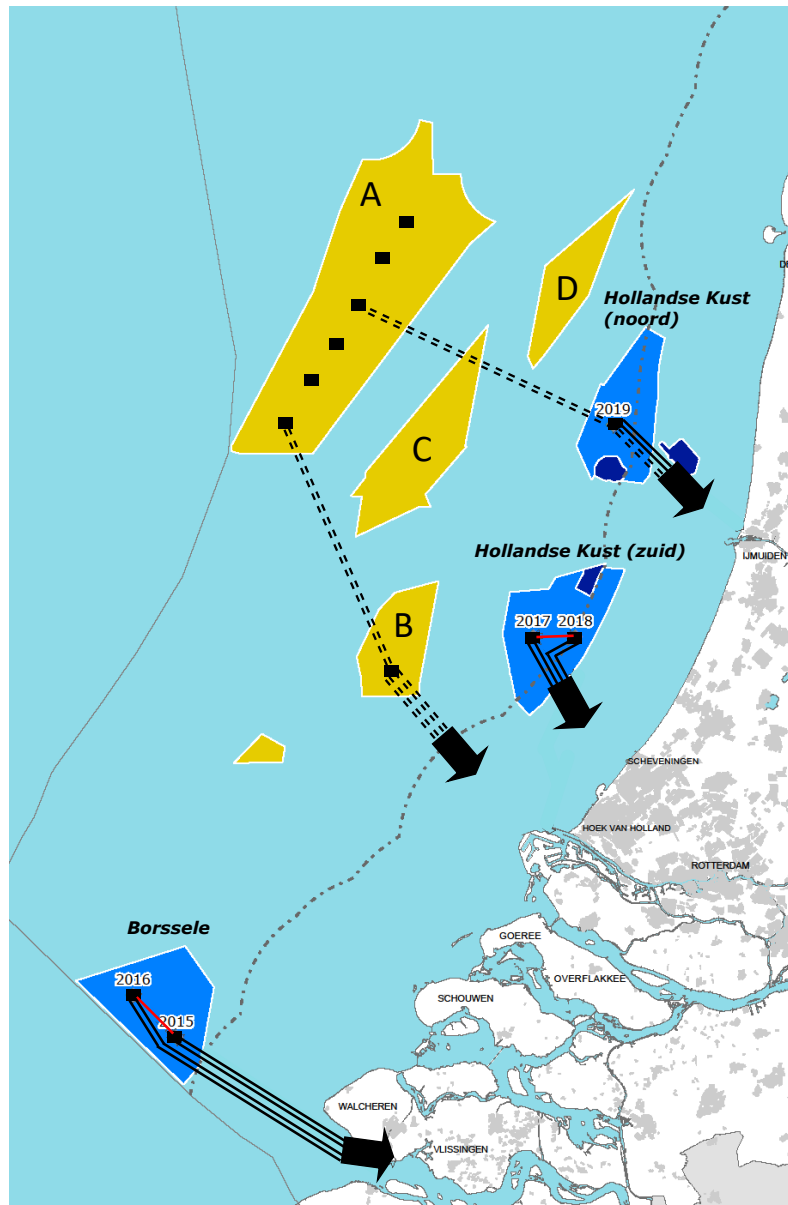 A
D
Hollandse Kust
(noord)
DE
2019
C
IJMUIDEN
Hollandse Kust (zuid)
2017
2018
B
SCHEVENINGEN
HOEK VAN HOLLAND
ROTTERDAM
Borssele
GOEREE
OVERFLAKKEE
2016
SCHOUWEN
2015
WALCHEREN
VLISSINGEN